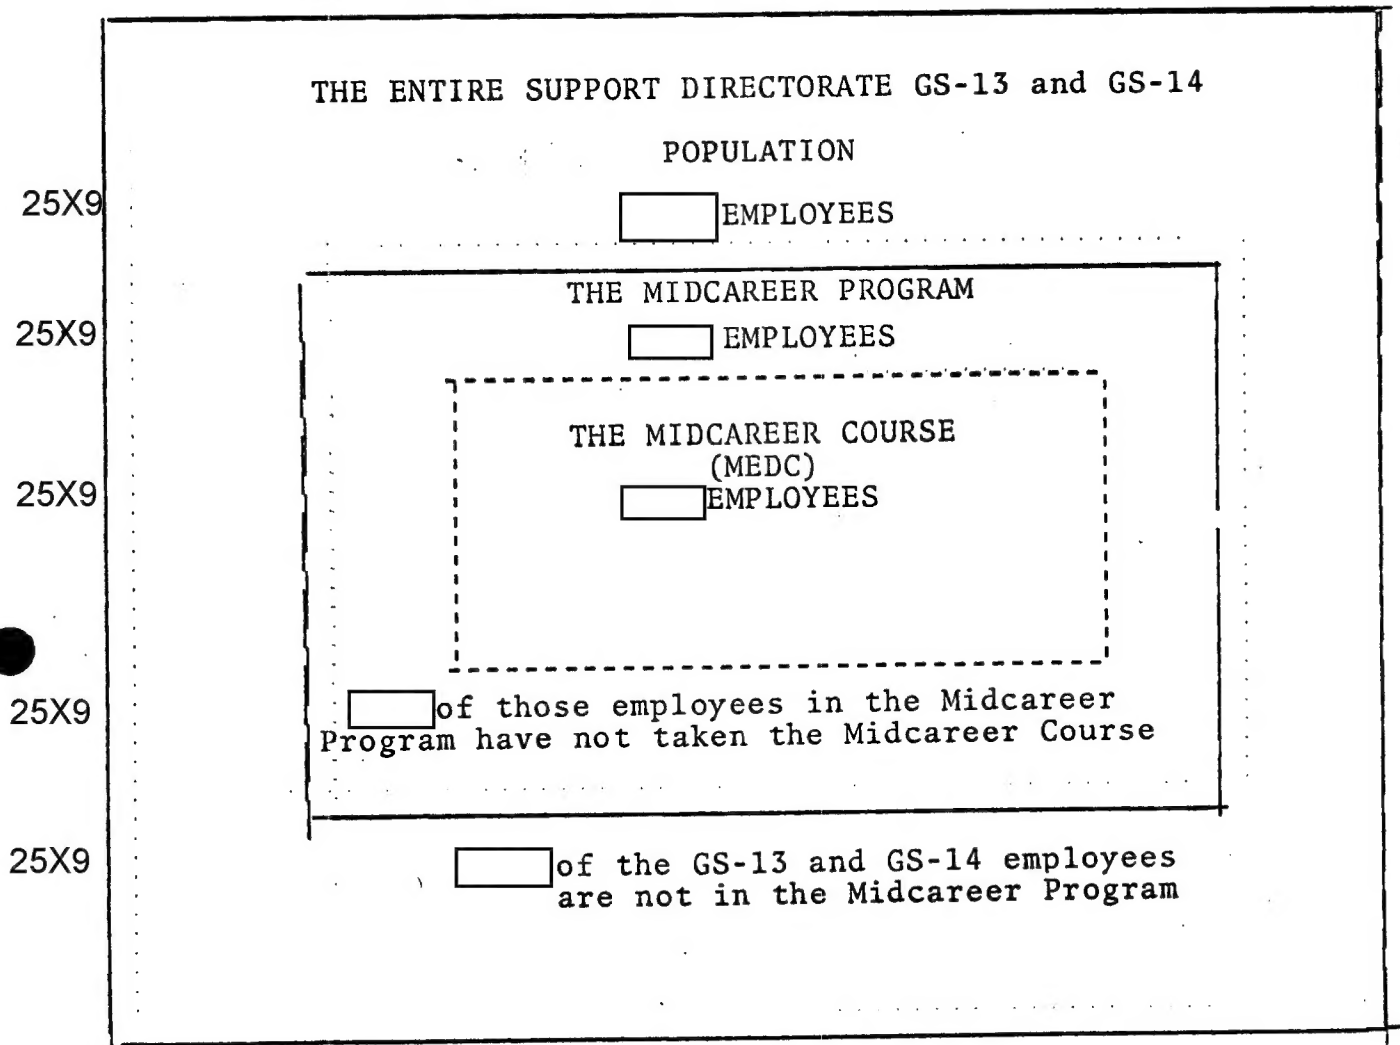 THE ENTIRE SUPPORT DIRECTORATE GS-13 and GS-14
POPULATION
25X9
EMPLOYEES
THE MIDCAREER PROGRAM
25X9
EMPLOYEES
THE MIDCAREER COURSE
(MEDC)
25X9
EMPLOYEES
25X9
of those employees in the Midcareer
Program have not taken the Midcareer Course
25X9
of the GS-13 and GS-14 employees
are not in the Midcareer Program